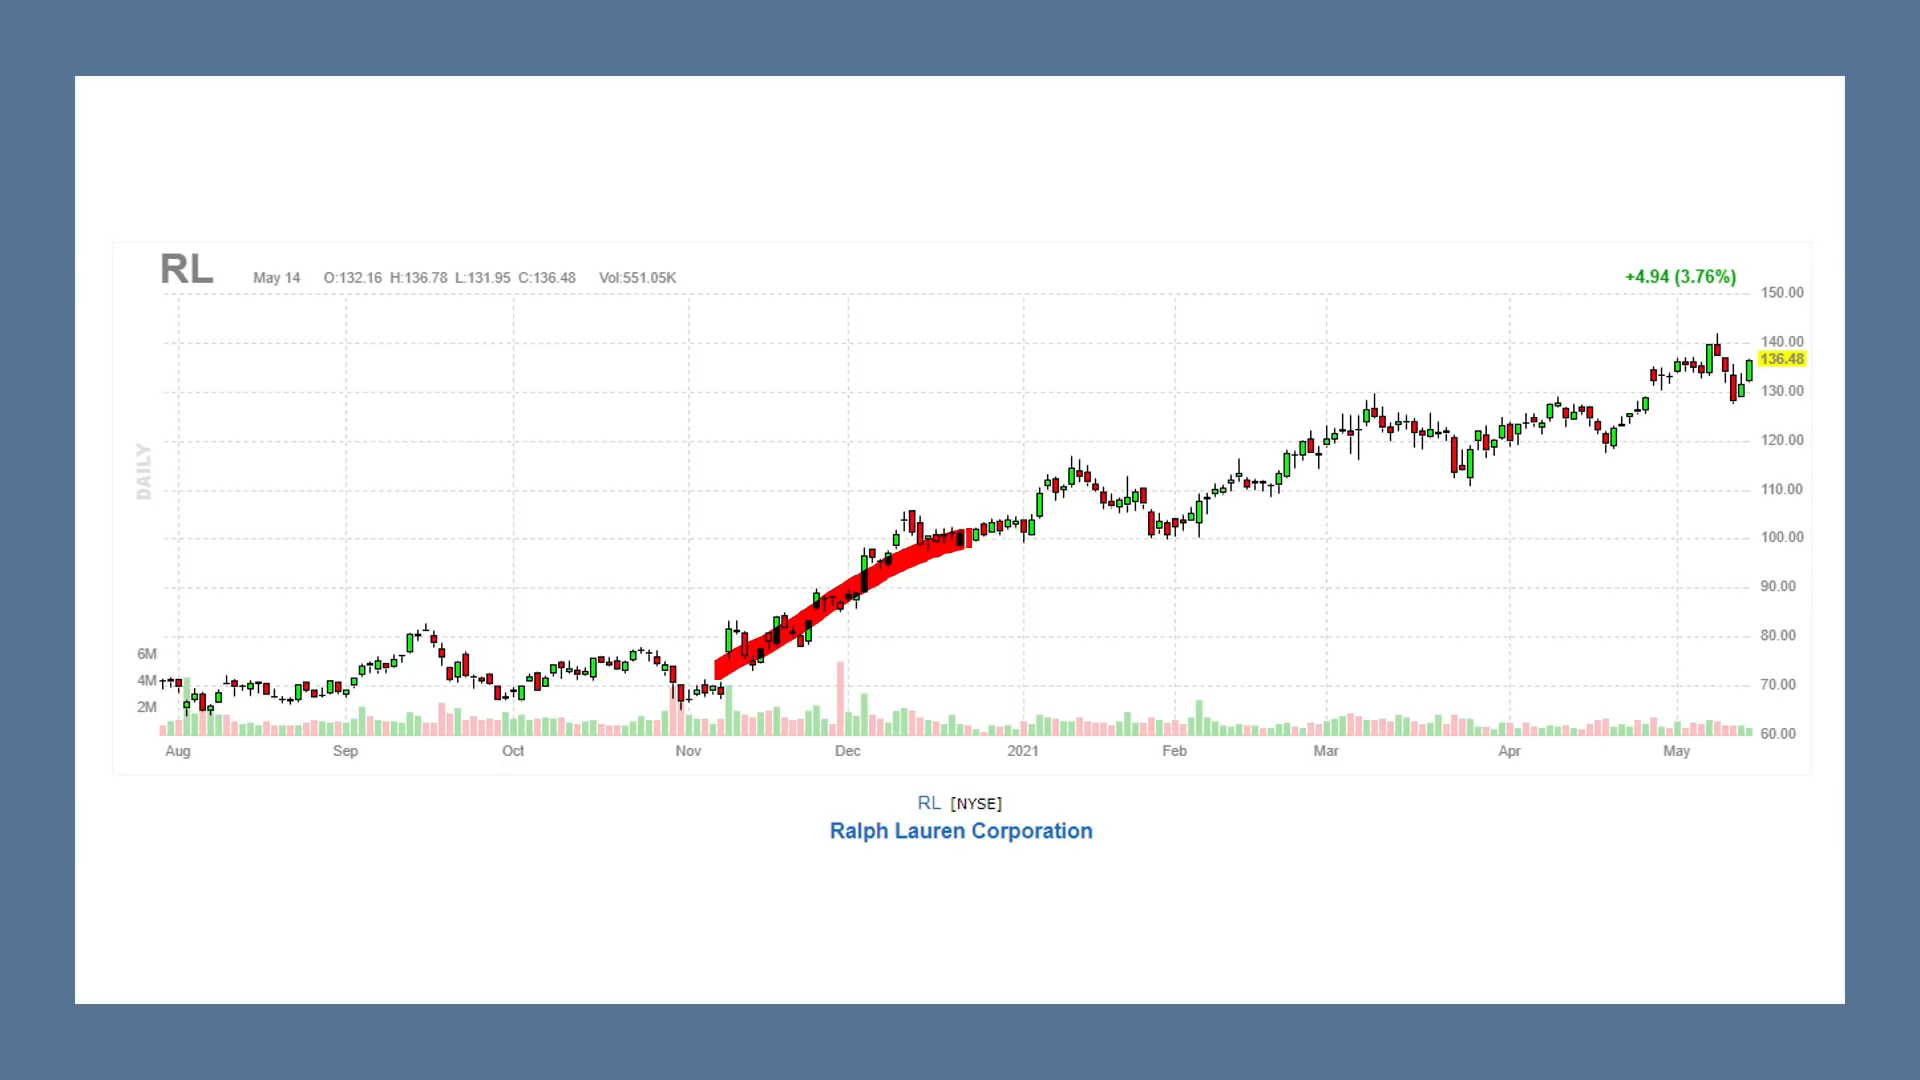 RL May 14 O:132.16 H:136.78 L:131.95 C:136.48 Vol:551.05K +4.94 (3.76%)
150.00
140.00
136.48
130.00
120.00
DAILY
110.00
100.00
90.00
80.00
6M
4M
70.00
2M
60.00
Aug Sep Oct Nov Dec 2021 Feb Mar Apr May
RL [NYSE]
Ralph Lauren Corporation